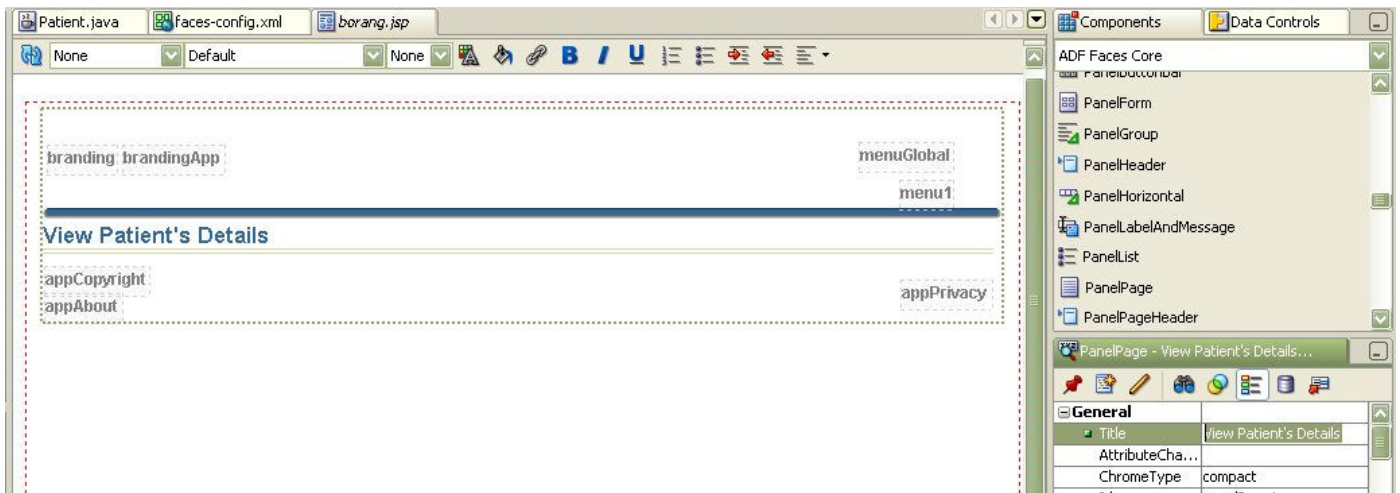 Patient.java faces-config.xml borang.jsp
Components Data Controls
None Default None B I U
ADF Faces Core
PanelButtonBar
PanelForm
PanelGroup
PanelHeader
PanelHorizontal
PanelLabelAndMessage
PanelList
PanelPage
PanelPageHeader
branding brandingApp menuGlobal
menu1
View Patient's Details
appCopyright
appAbout appPrivacy
PanelPage - View Patient's Details...
General
Title View Patient's Details
AttributeCha...
ChromeType compact